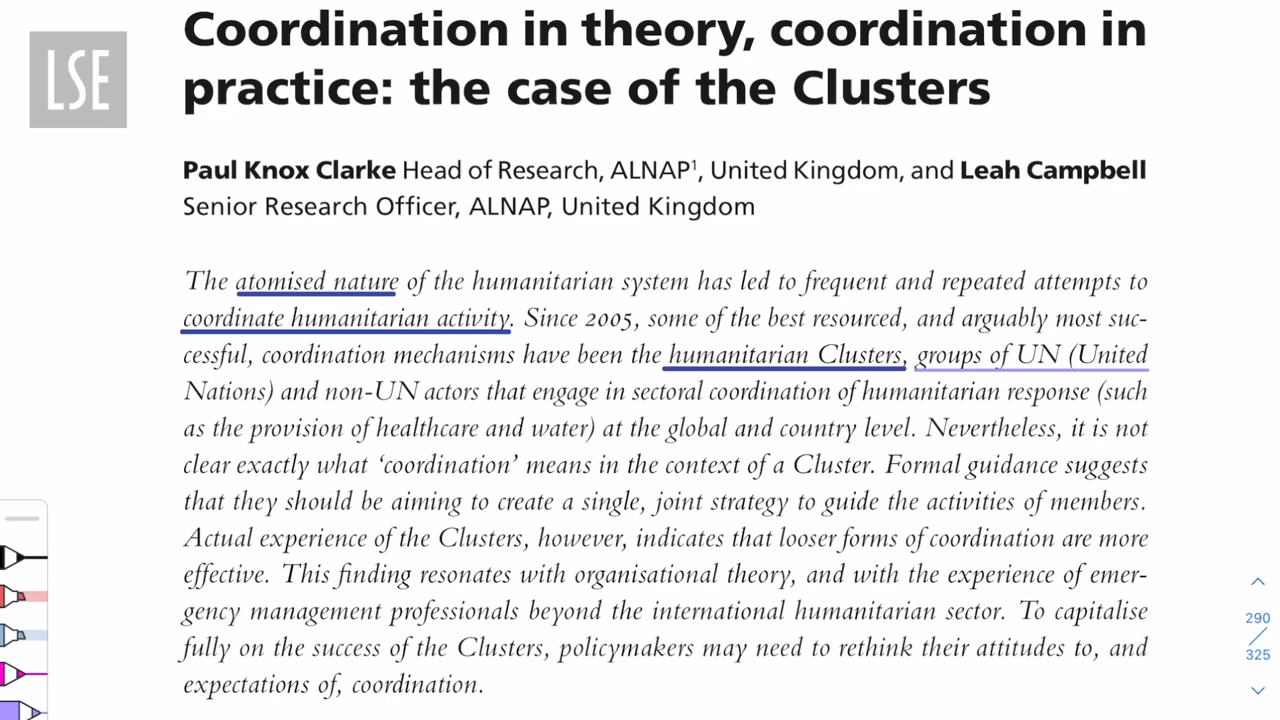 Coordination in theory, coordination in
practice: the case of the Clusters
LSE
Paul Knox Clarke Head of Research, ALNAP¹, United Kingdom, and Leah Campbell
Senior Research Officer, ALNAP, United Kingdom
The atomised nature of the humanitarian system has led to frequent and repeated attempts to
coordinate humanitarian activity. Since 2005, some of the best resourced, and arguably most suc-
cessful, coordination mechanisms have been the humanitarian Clusters, groups of UN (United
Nations) and non-UN actors that engage in sectoral coordination of humanitarian response (such
as the provision of healthcare and water) at the global and country level. Nevertheless, it is not
clear exactly what ‘coordination’ means in the context of a Cluster. Formal guidance suggests
that they should be aiming to create a single, joint strategy to guide the activities of members.
Actual experience of the Clusters, however, indicates that looser forms of coordination are more
effective. This finding resonates with organisational theory, and with the experience of emer-
gency management professionals beyond the international humanitarian sector. To capitalise
fully on the success of the Clusters, policymakers may need to rethink their attitudes to, and
expectations of, coordination.
290
/
325